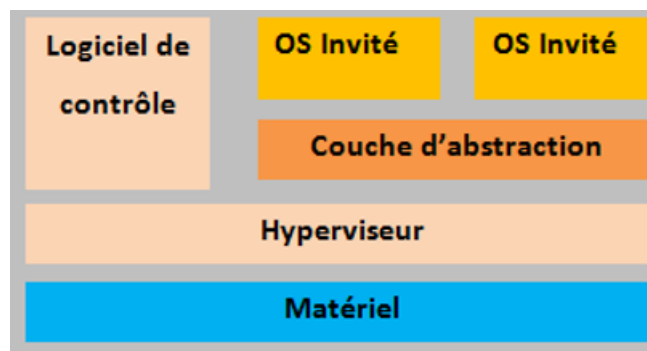 Logiciel de
contrôle
OS Invité
OS Invité
Couche d’abstraction
Hyperviseur
Matériel